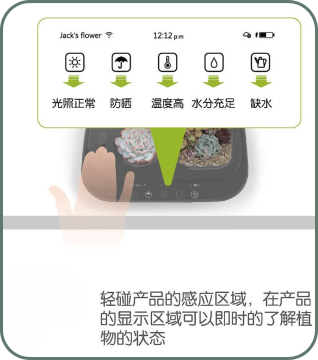 Jack's flower 12:12 p.m
光照正常 防晒 温度高 水分充足 缺水
轻碰产品的感应区域，在产品
的显示区域可以即时的了解植
物的状态